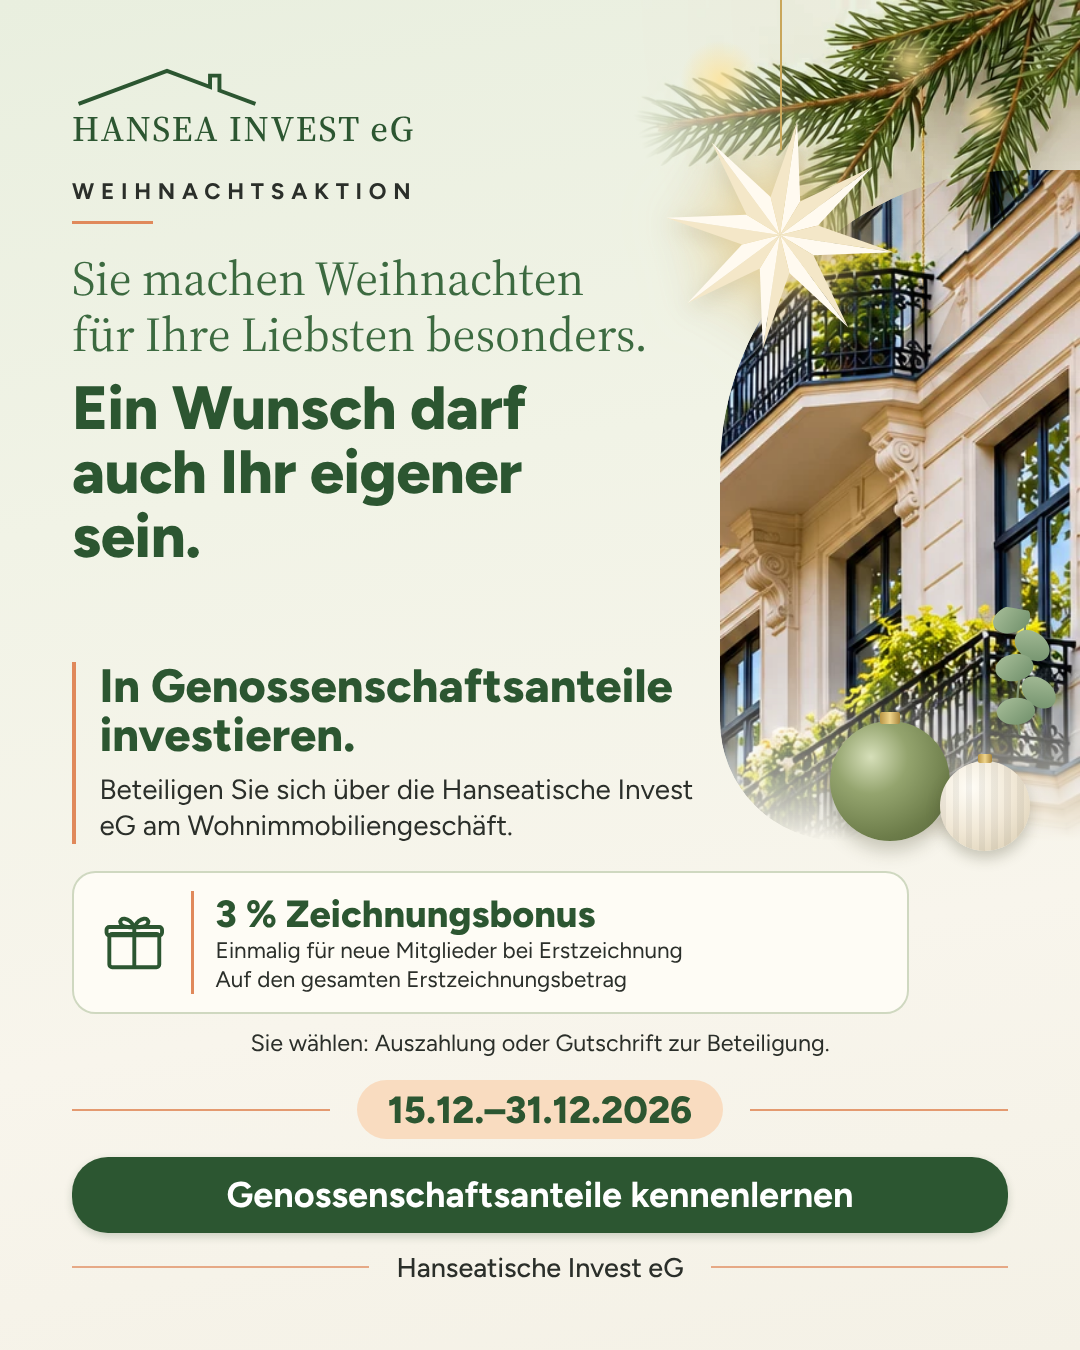 HANSEA INVEST eG
WEIHNACHTSAKTION
Sie machen Weihnachten
für Ihre Liebsten besonders.
Ein Wunsch darf
auch Ihr eigener
sein.
In Genossenschaftsanteile
investieren.
Beteiligen Sie sich über die Hanseatische Invest
eG am Wohnimmobiliengeschäft.
3 % Zeichnungsbonus
Einmalig für neue Mitglieder bei Erstzeichnung
Auf den gesamten Erstzeichnungsbetrag
Sie wählen: Auszahlung oder Gutschrift zur Beteiligung.
15.12.–31.12.2026
Genossenschaftsanteile kennenlernen
Hanseatische Invest eG